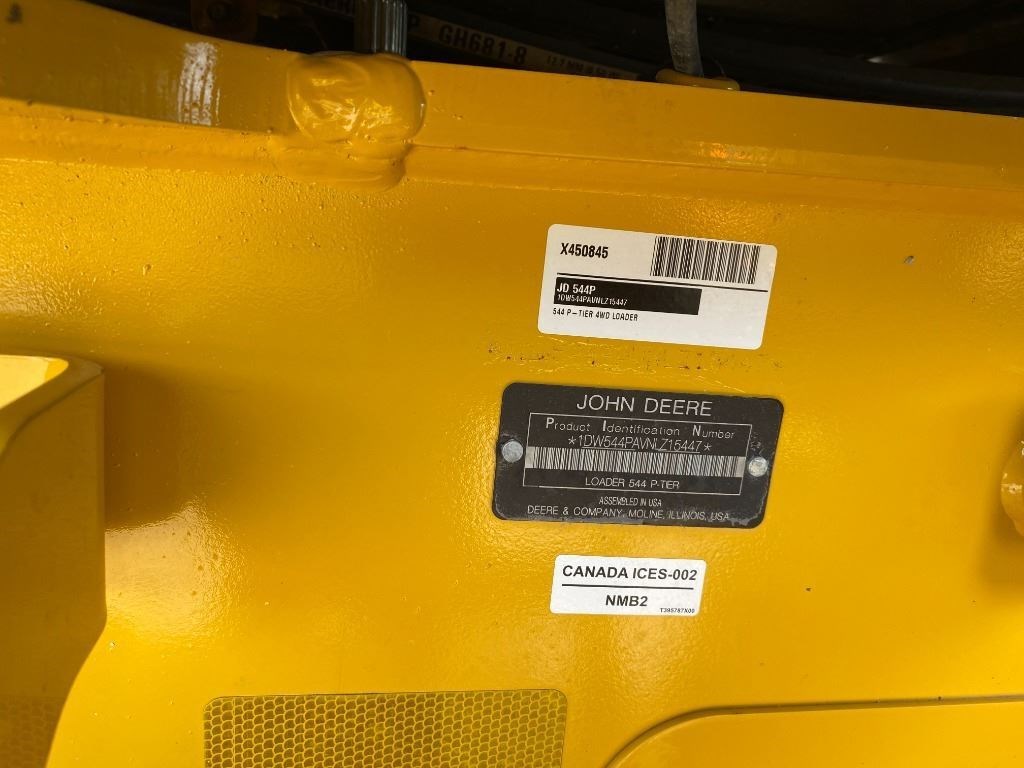 GH681-8
X450845
JD 544P
1DW544PAVNLZ15447
544 P-TIER 4WD LOADER
JOHN DEERE
Product Identification Number
*1DW544PAVNLZ15447*
LOADER 544 P-TIER
ASSEMBLED IN USA
DEERE & COMPANY, MOLINE, ILLINOIS, USA
CANADA ICES-002
NMB2
T395787X00